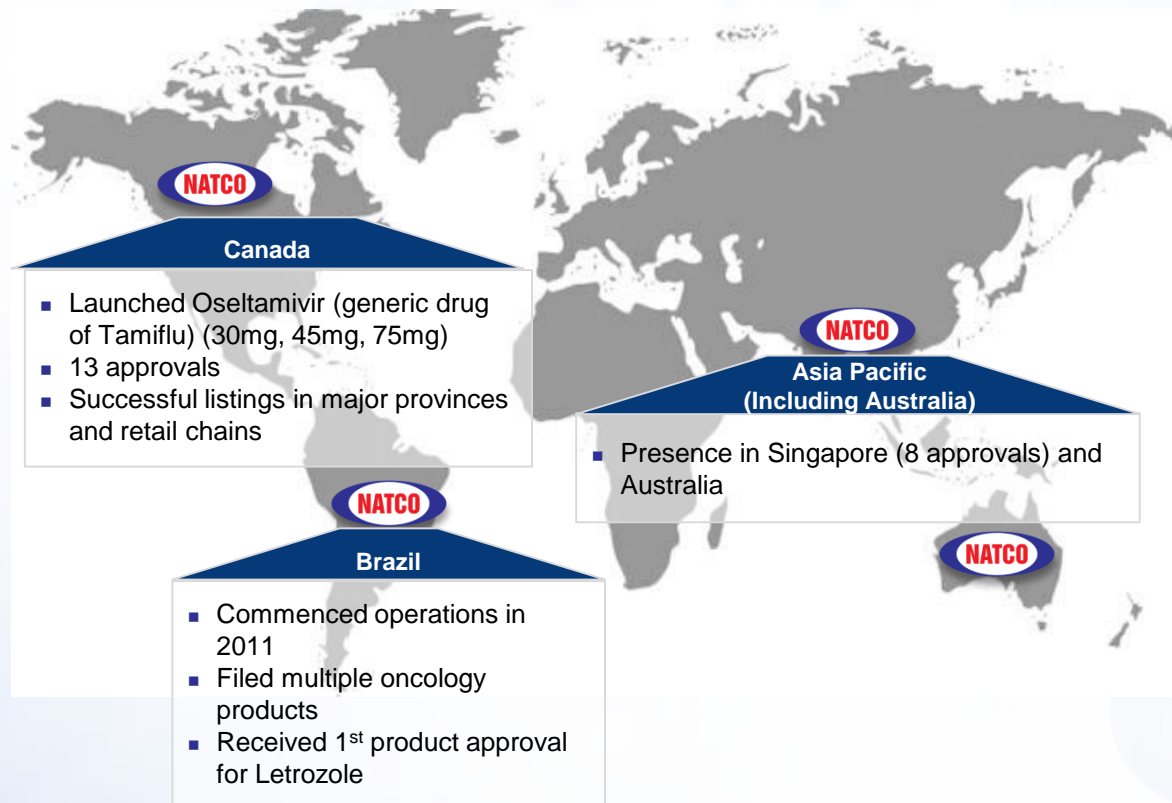 NATCO
Canada
■ Launched Oseltamivir (generic drug
of Tamiflu) (30mg, 45mg, 75mg)
■ 13 approvals
■ Successful listings in major provinces
and retail chains
NATCO
Asia Pacific
(Including Australia)
■ Presence in Singapore (8 approvals) and
Australia
NATCO
Brazil
■ Commenced operations in
2011
■ Filed multiple oncology
products
■ Received 1st product approval
for Letrozole
NATCO